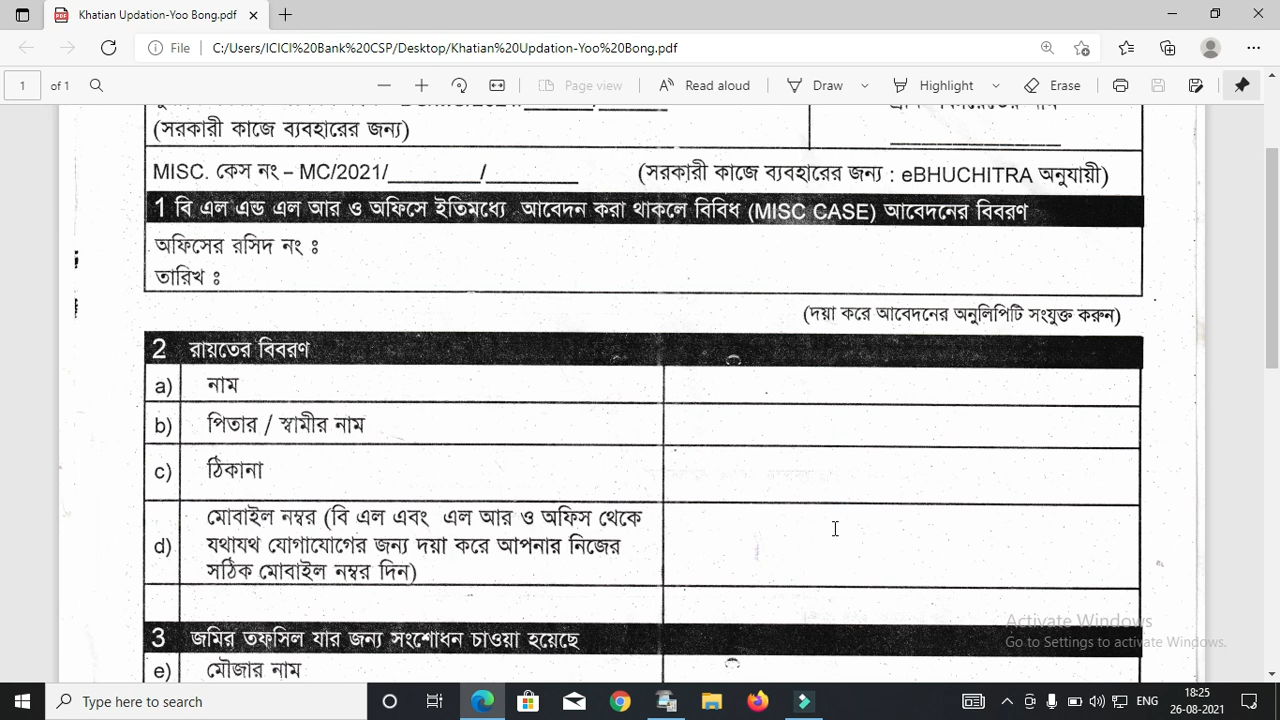 Khatian Updation-Yoo Bong.pdf
File C:/Users/ICICI%20Bank%20CSP/Desktop/Khatian%20Updation-Yoo%20Bong.pdf
1 of 1 Page view Read aloud Draw Highlight Erase
(সরকারী কাজে ব্যবহারের জন্য)
MISC. কেস নং – MC/2021/________/________ (সরকারী কাজে ব্যবহারের জন্য : eBHUCHITRA অনুযায়ী)
1 বি এল এন্ড এল আর ও অফিসে ইতিমধ্যে আবেদন করা থাকলে বিবিধ (MISC CASE) আবেদনের বিবরণ
অফিসের রসিদ নং ঃ
তারিখ ঃ
(দয়া করে আবেদনের অনুলিপিটি সংযুক্ত করুন)
2 রায়তের বিবরণ
a) নাম
b) পিতার / স্বামীর নাম
c) ঠিকানা
d) মোবাইল নম্বর (বি এল এবং এল আর ও অফিস থেকে
যথাযথ যোগাযোগের জন্য দয়া করে আপনার নিজের
সঠিক মোবাইল নম্বর দিন)
3 জমির তফসিল যার জন্য সংশোধন চাওয়া হয়েছে
e) মৌজার নাম
Activate Windows
Go to Settings to activate Windows.
Type here to search
ENG
18:25
26-08-2021